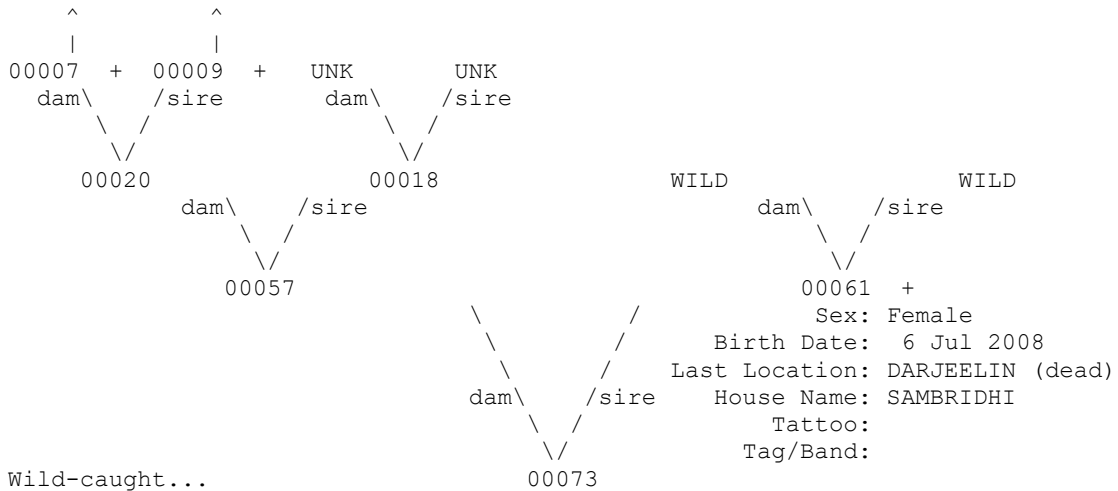 ^ ^
| |
00007 + 00009 + UNK UNK
dam\ /sire dam\ /sire
\ / \ /
\/ \/
00020 00018 WILD WILD
dam\ /sire dam\ /sire
\ / \ /
\/ \/
00057 00061 +
\ / Sex: Female
\ / Birth Date: 6 Jul 2008
\ / Last Location: DARJEELIN (dead)
dam\ /sire House Name: SAMBRIDHI
\ / Tattoo:
\/ Tag/Band:
Wild-caught... 00073